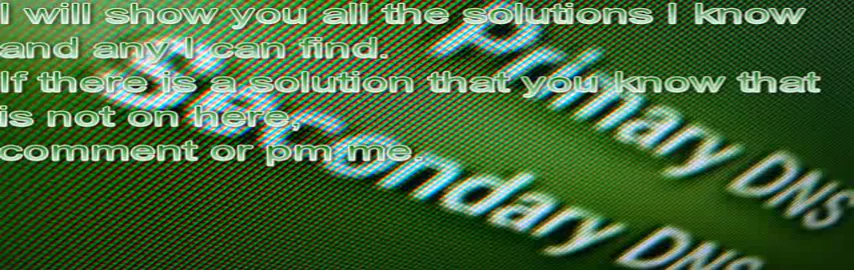 I will show you all the solutions I know
and any I can find.
If there is a solution that you know that
is not on here,
comment or pm me.
Primary DNS
Secondary DNS